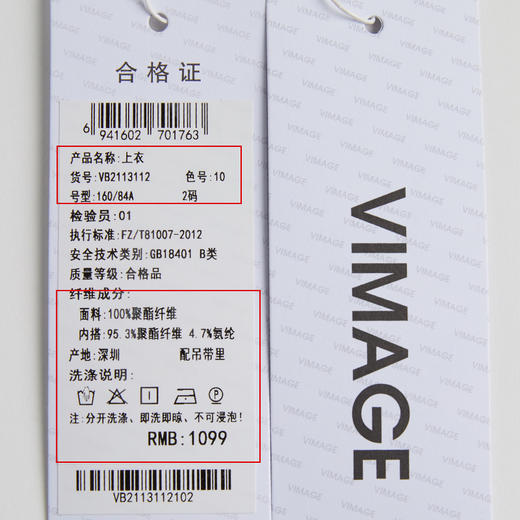 合格证
6 941602 701763
产品名称:上衣
货号:VB2113112 色号:10
号型:160/84A 2码
检验员:01
执行标准:FZ/T81007-2012
安全技术类别:GB18401 B类
质量等级:合格品
纤维成分:
面料:100%聚酯纤维
内搭:95.3%聚酯纤维 4.7%氨纶
产地:深圳 配吊带里
洗涤说明:
注:分开洗涤、即洗即晾、不可浸泡!
RMB:1099
VB2113112102
VIMAGE